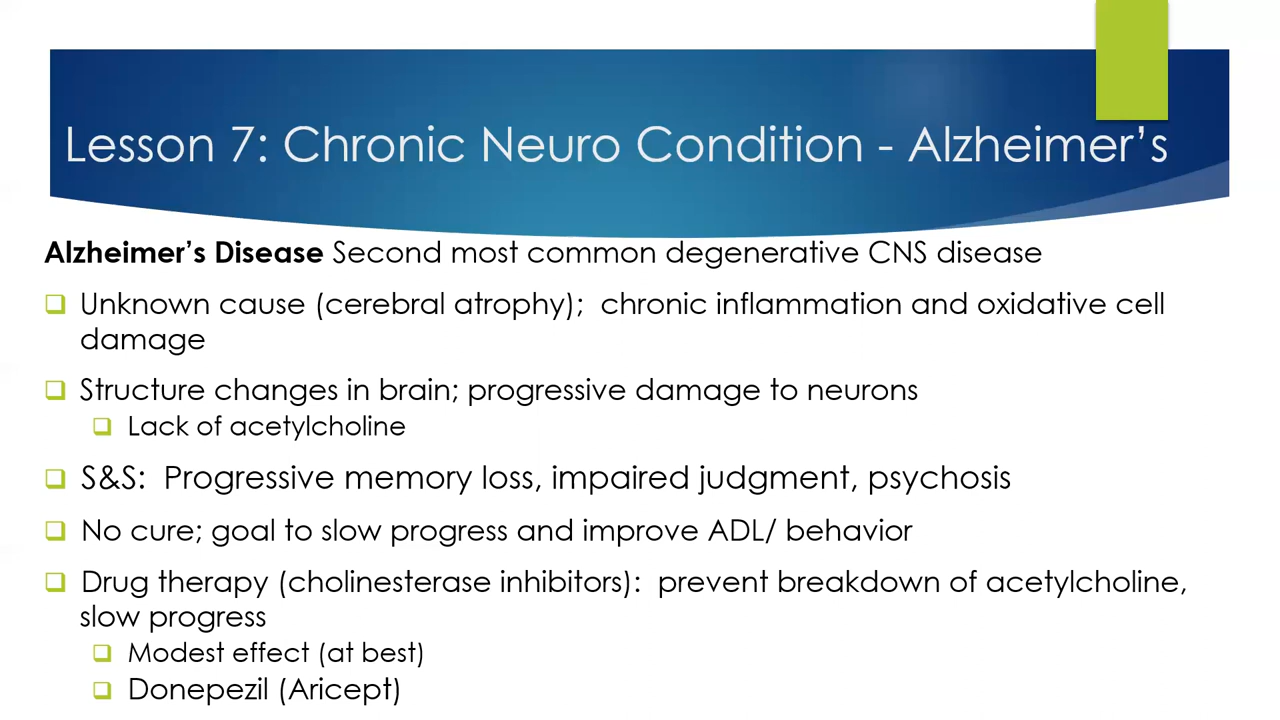 Lesson 7: Chronic Neuro Condition - Alzheimer’s
Alzheimer’s Disease Second most common degenerative CNS disease
Unknown cause (cerebral atrophy);  chronic inflammation and oxidative cell
damage
Structure changes in brain; progressive damage to neurons
Lack of acetylcholine
S&S:  Progressive memory loss, impaired judgment, psychosis
No cure; goal to slow progress and improve ADL/ behavior
Drug therapy (cholinesterase inhibitors):  prevent breakdown of acetylcholine,
slow progress
Modest effect (at best)
Donepezil (Aricept)